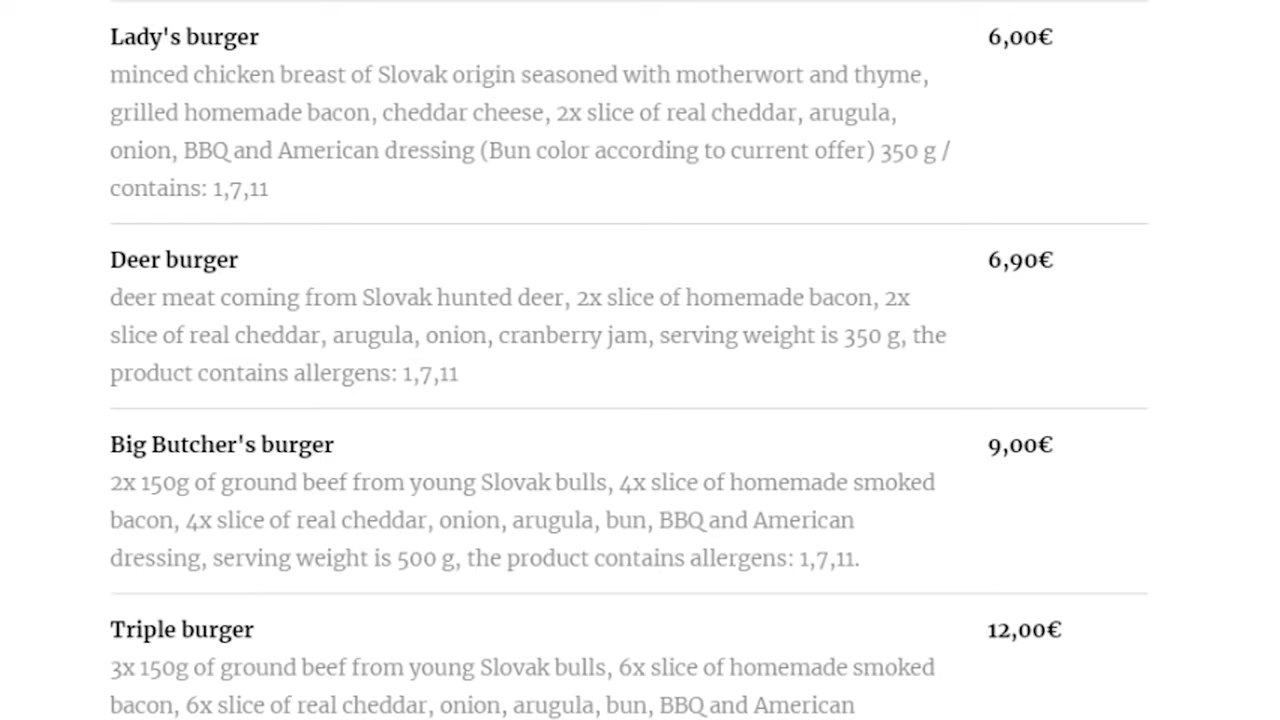 Lady's burger 6,00€
minced chicken breast of Slovak origin seasoned with motherwort and thyme,
grilled homemade bacon, cheddar cheese, 2x slice of real cheddar, arugula,
onion, BBQ and American dressing (Bun color according to current offer) 350 g /
contains: 1,7,11
Deer burger 6,90€
deer meat coming from Slovak hunted deer, 2x slice of homemade bacon, 2x
slice of real cheddar, arugula, onion, cranberry jam, serving weight is 350 g, the
product contains allergens: 1,7,11
Big Butcher's burger 9,00€
2x 150g of ground beef from young Slovak bulls, 4x slice of homemade smoked
bacon, 4x slice of real cheddar, onion, arugula, bun, BBQ and American
dressing, serving weight is 500 g, the product contains allergens: 1,7,11.
Triple burger 12,00€
3x 150g of ground beef from young Slovak bulls, 6x slice of homemade smoked
bacon, 6x slice of real cheddar, onion, arugula, bun, BBQ and American